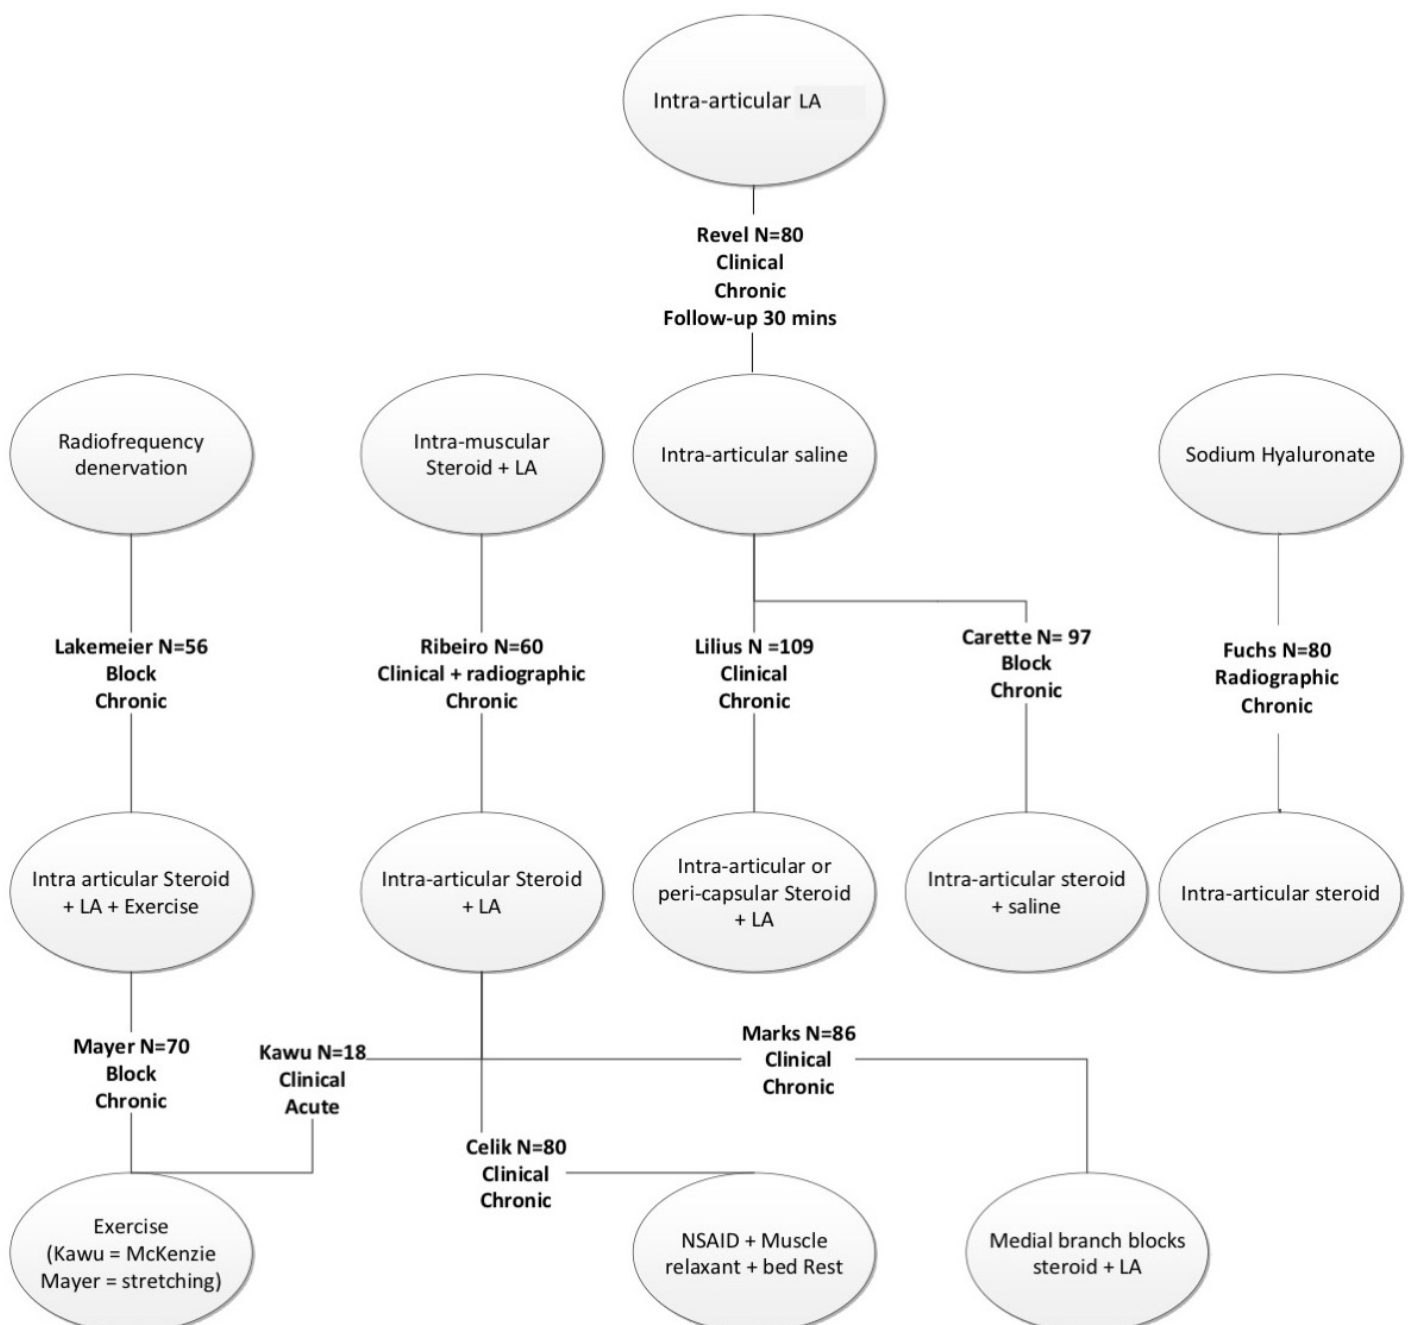 Intra-articular LA
Revel N=80
Clinical
Chronic
Follow-up 30 mins
Radiofrequency
denervation
Intra-muscular
Steroid + LA
Intra-articular saline
Sodium Hyaluronate
Lakemeier N=56
Block
Chronic
Ribeiro N=60
Clinical + radiographic
Chronic
Lilius N =109
Clinical
Chronic
Carette N= 97
Block
Chronic
Fuchs N=80
Radiographic
Chronic
Intra articular Steroid
+ LA + Exercise
Intra-articular Steroid
+ LA
Intra-articular or
peri-capsular Steroid
+ LA
Intra-articular steroid
+ saline
Intra-articular steroid
Mayer N=70
Block
Chronic
Kawu N=18
Clinical
Acute
Marks N=86
Clinical
Chronic
Celik N=80
Clinical
Chronic
Exercise
(Kawu = McKenzie
Mayer = stretching)
NSAID + Muscle
relaxant + bed Rest
Medial branch blocks
steroid + LA